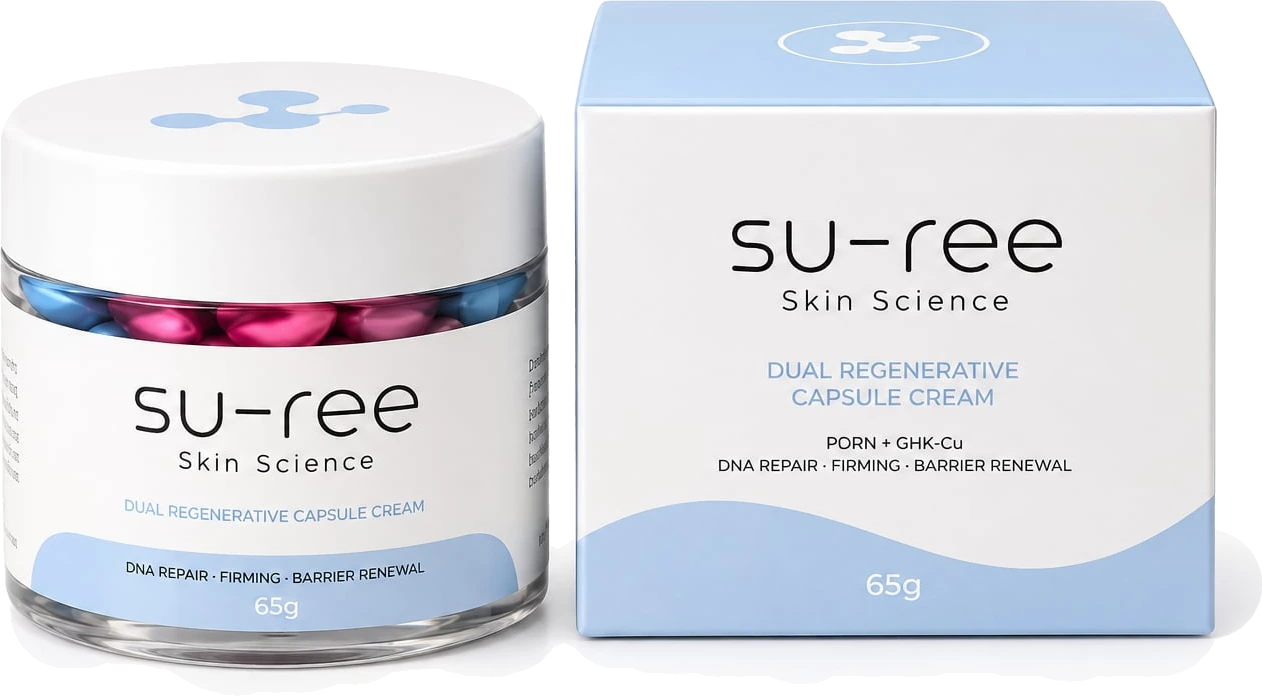 su-ree
Skin Science
DUAL REGENERATIVE CAPSULE CREAM
DNA REPAIR · FIRMING · BARRIER RENEWAL
65g
su-ree
Skin Science
DUAL REGENERATIVE
CAPSULE CREAM
PORN + GHK-Cu
DNA REPAIR · FIRMING · BARRIER RENEWAL
65g